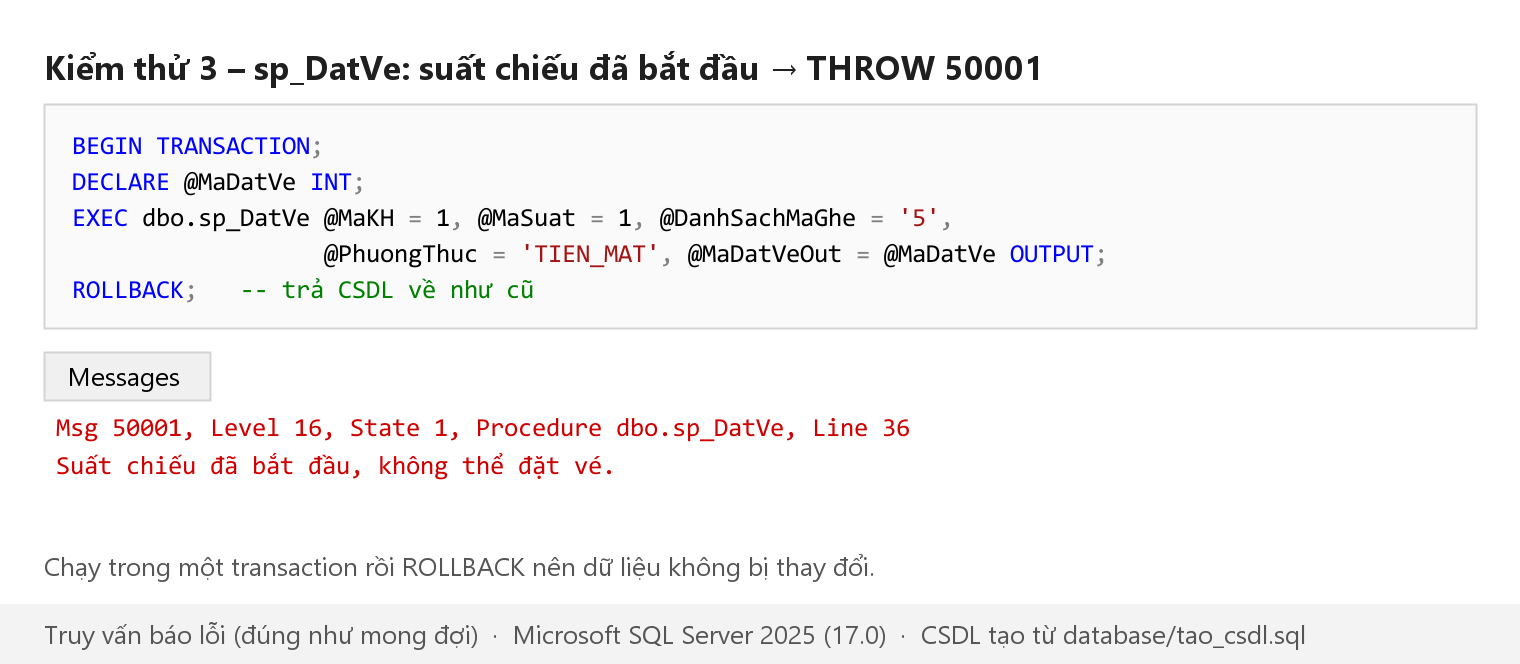 Kiểm thử 3 – sp_DatVe: suất chiếu đã bắt đầu → THROW 50001
BEGIN TRANSACTION;
DECLARE @MaDatVe INT;
EXEC dbo.sp_DatVe @MaKH = 1, @MaSuat = 1, @DanhSachMaGhe = '5',
@PhuongThuc = 'TIEN_MAT', @MaDatVeOut = @MaDatVe OUTPUT;
ROLLBACK;   -- trả CSDL về như cũ
Messages
Msg 50001, Level 16, State 1, Procedure dbo.sp_DatVe, Line 36
Suất chiếu đã bắt đầu, không thể đặt vé.
Chạy trong một transaction rồi ROLLBACK nên dữ liệu không bị thay đổi.
Truy vấn báo lỗi (đúng như mong đợi) · Microsoft SQL Server 2025 (17.0) · CSDL tạo từ database/tao_csdl.sql